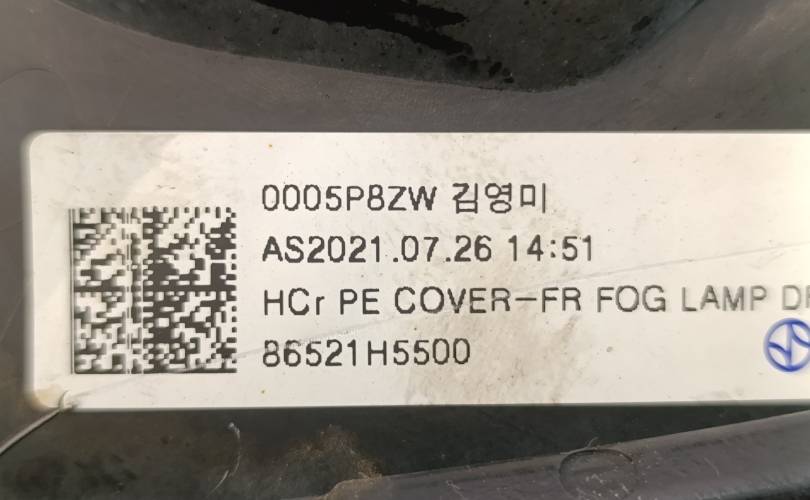 0005P8ZW 김영미
AS2021.07.26 14:51
HCr PE COVER-FR FOG LAMP
86521H5500